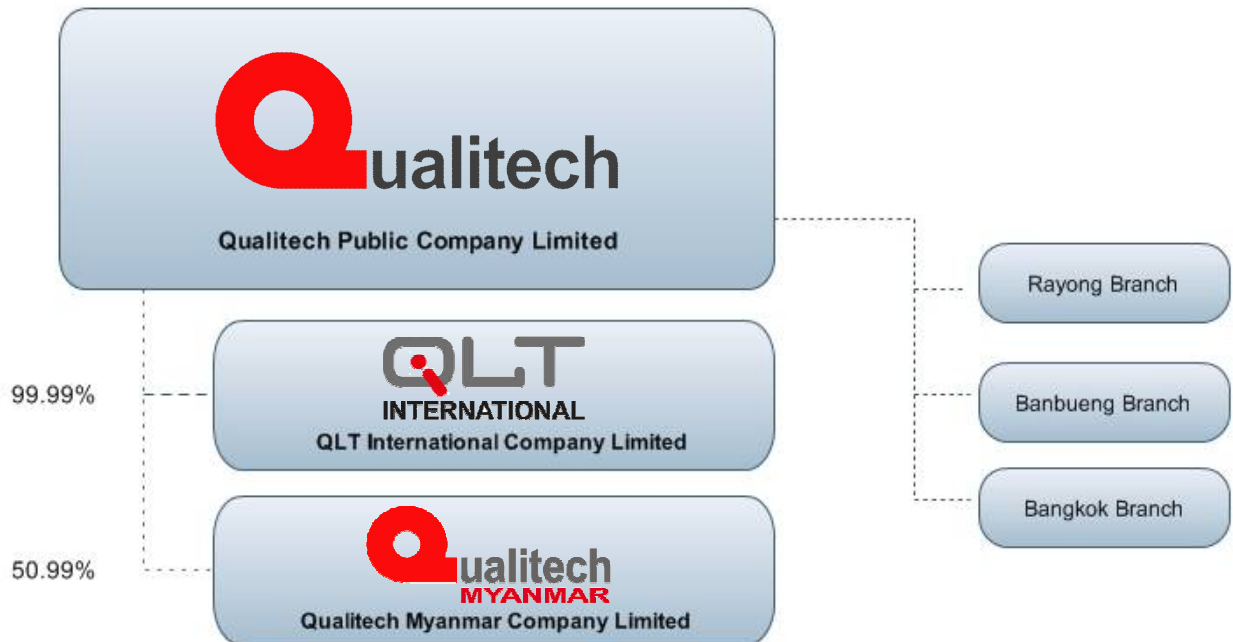 Qualitech
Qualitech Public Company Limited
Rayong Branch
QLT
INTERNATIONAL
QLT International Company Limited
99.99%
Banbueng Branch
Bangkok Branch
Qualitech
MYANMAR
50.99%
Qualitech Myanmar Company Limited